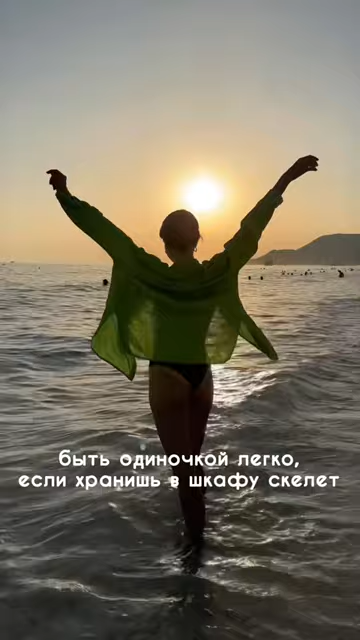 быть одиночкой легко,
если хранишь в шкафу скелет